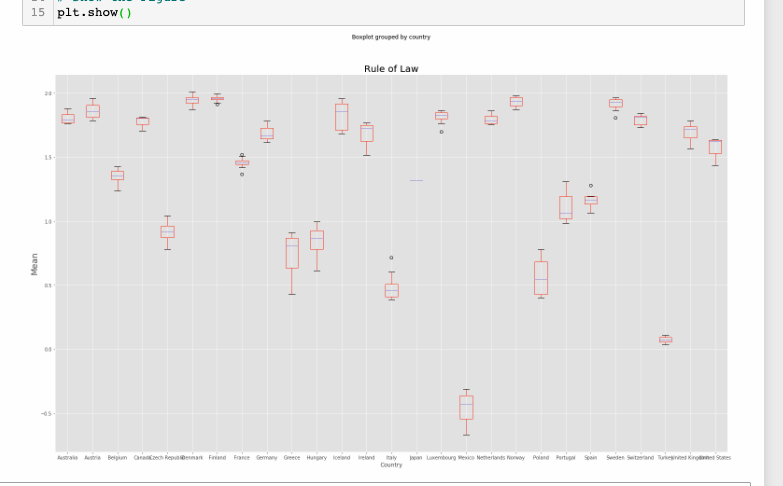 15 plt.show()
Boxplot grouped by country
Rule of Law
2.0
1.5
1.0
0.5
0.0
−0.5
Mean
Australia Austria Belgium Canada Czech Republic Denmark Finland France Germany Greece Hungary Iceland Ireland Italy Japan Luxembourg Mexico Netherlands Norway Poland Portugal Spain Sweden Switzerland Turkey United Kingdom United States
Country